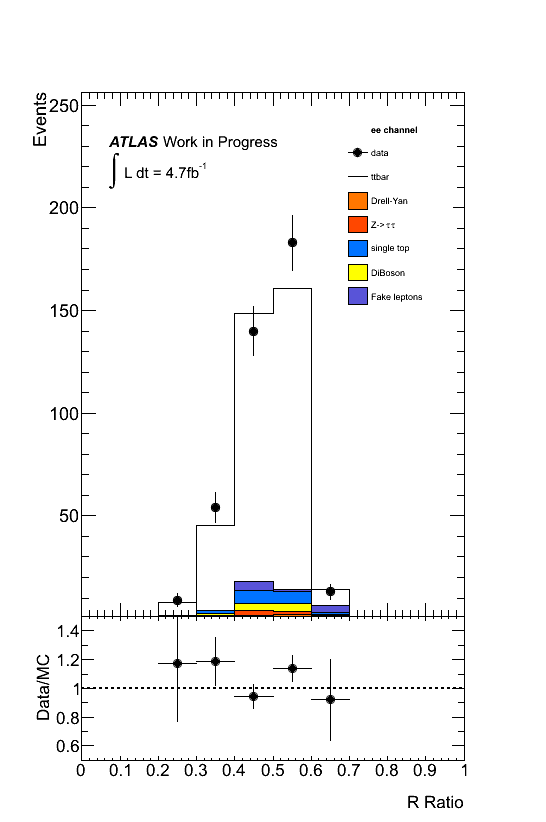 Events
250
200
150
100
50
ATLAS Work in Progress
∫ L dt = 4.7fb-1
ee channel
data
ttbar
Drell-Yan
Z->ττ
single top
DiBoson
Fake leptons
Data/MC
1.4
1.2
1
0.8
0.6
0 0.1 0.2 0.3 0.4 0.5 0.6 0.7 0.8 0.9 1
R Ratio